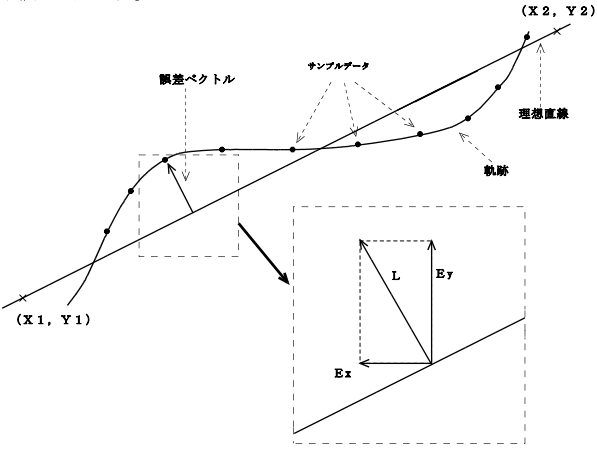 (X2, Y2)
サンプルデータ
誤差ベクトル
理想直線
軌跡
L
Ey
Ex
(X1, Y1)